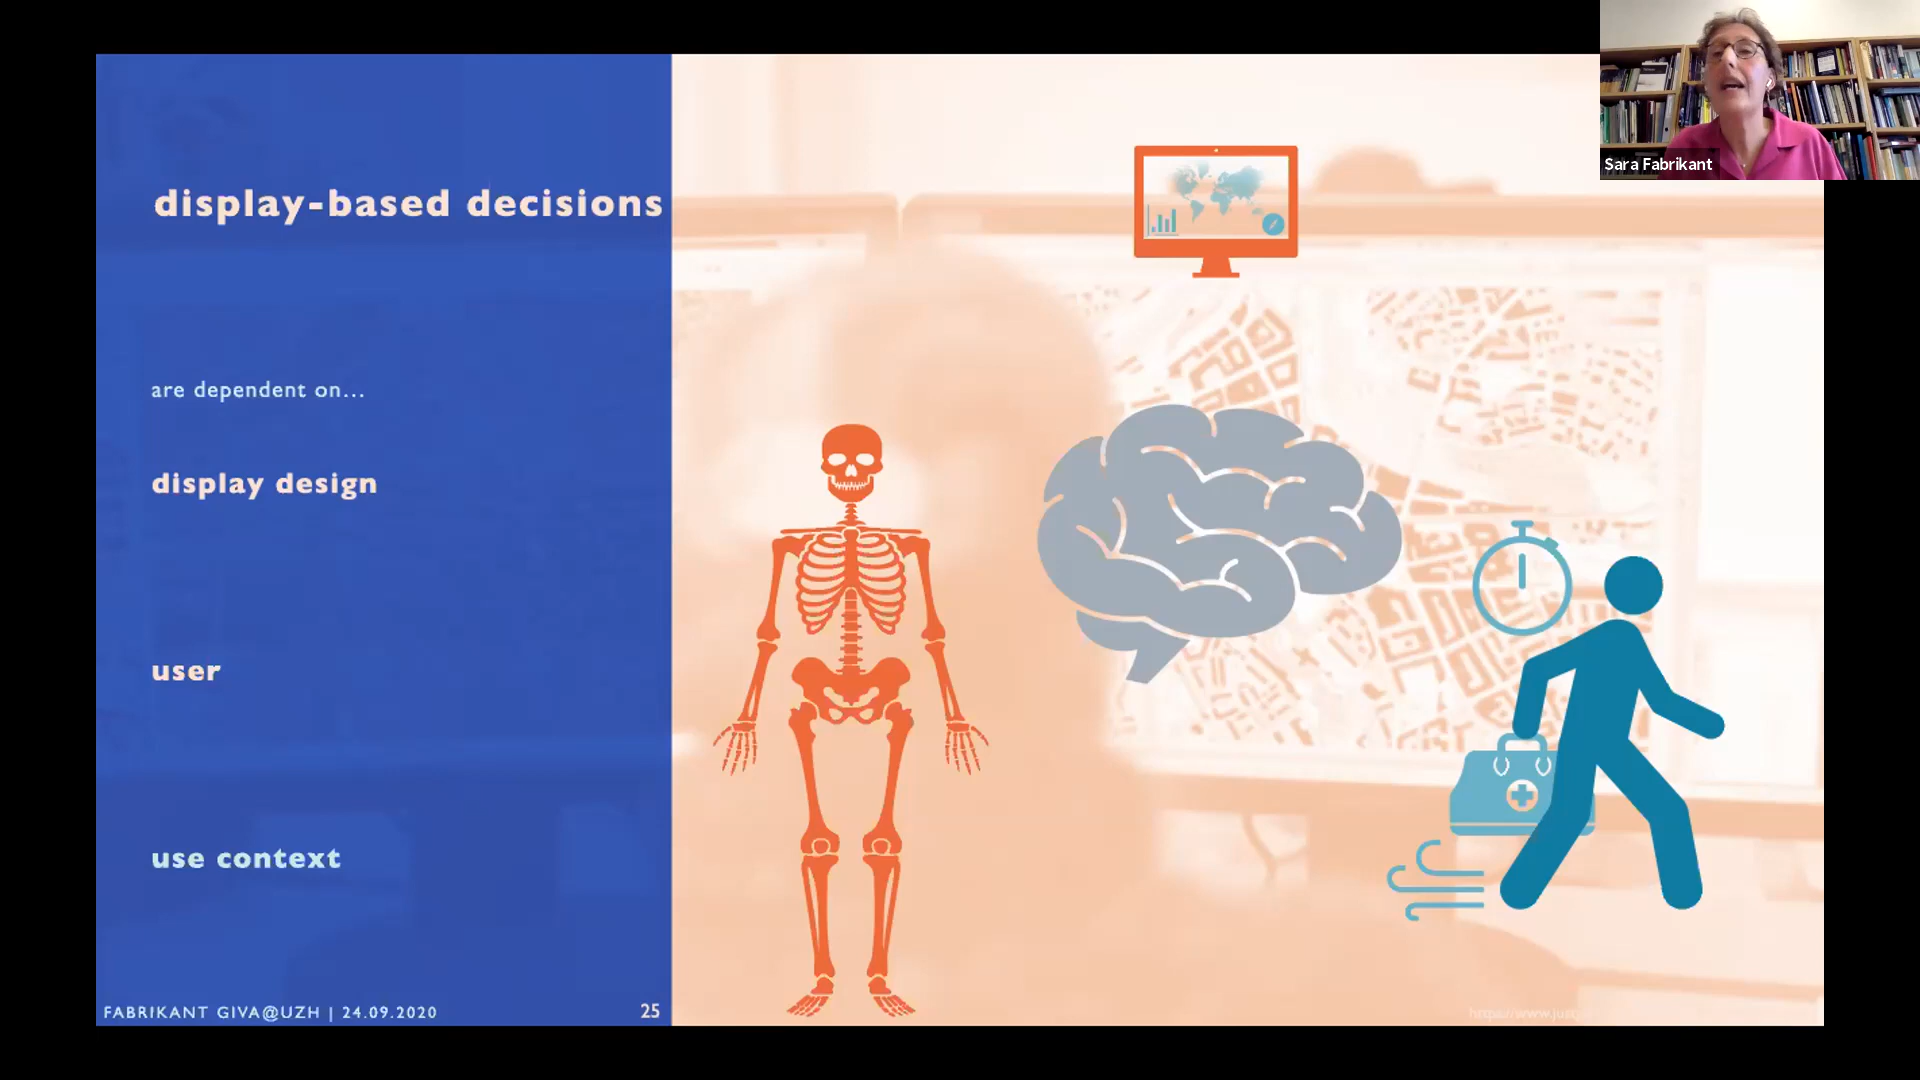 display-based decisions
Sara Fabrikant
are dependent on...
display design
user
use context
FABRIKANT GIVA@UZH | 24.09.2020
25